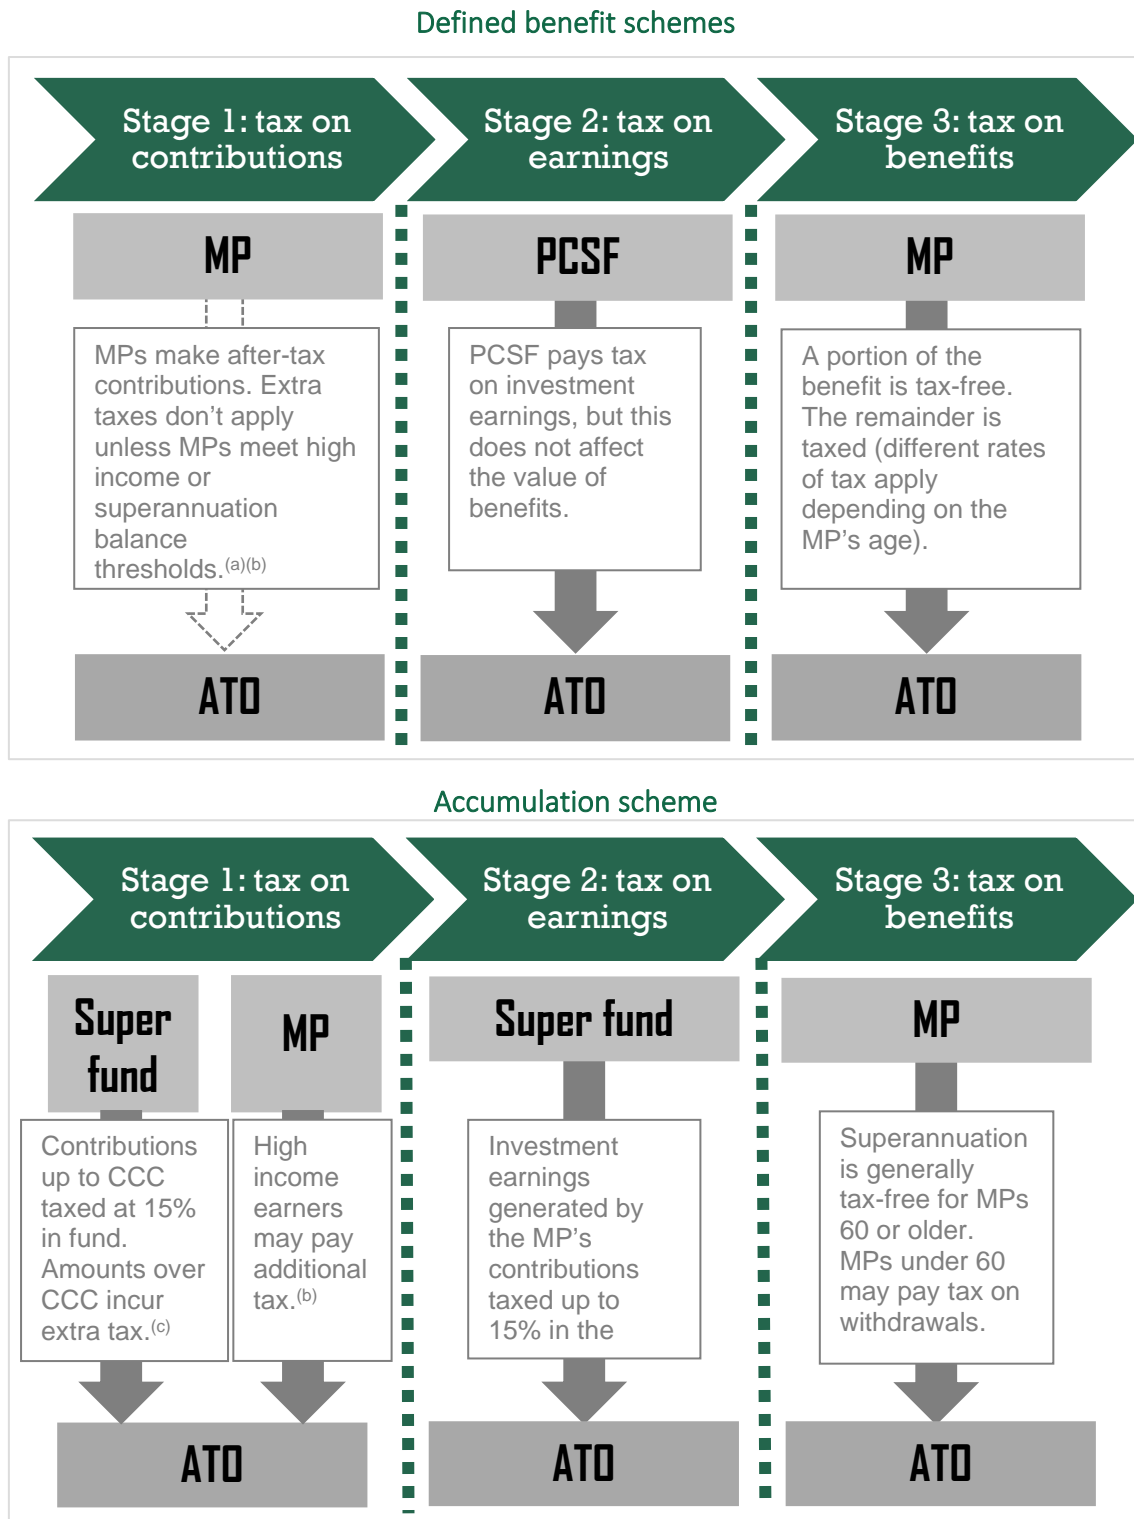 Defined benefit schemes
Stage 1: tax on
contributions
Stage 2: tax on
earnings
Stage 3: tax on
benefits
MP
PCSF
MP
MPs make after-tax
contributions. Extra
taxes don’t apply
unless MPs meet high
income or
superannuation
balance
thresholds.(a)(b)
PCSF pays tax
on investment
earnings, but this
does not affect
the value of
benefits.
A portion of the
benefit is tax-free.
The remainder is
taxed (different rates
of tax apply
depending on the
MP’s age).
ATO
ATO
ATO
Accumulation scheme
Stage 1: tax on
contributions
Stage 2: tax on
earnings
Stage 3: tax on
benefits
Super
fund
MP
Super fund
MP
Contributions
up to CCC
taxed at 15%
in fund.
Amounts over
CCC incur
extra tax.(c)
High
income
earners
may pay
additional
tax.(b)
Investment
earnings
generated by
the MP’s
contributions
taxed up to
15% in the
Superannuation
is generally
tax-free for MPs
60 or older.
MPs under 60
may pay tax on
withdrawals.
ATO
ATO
ATO